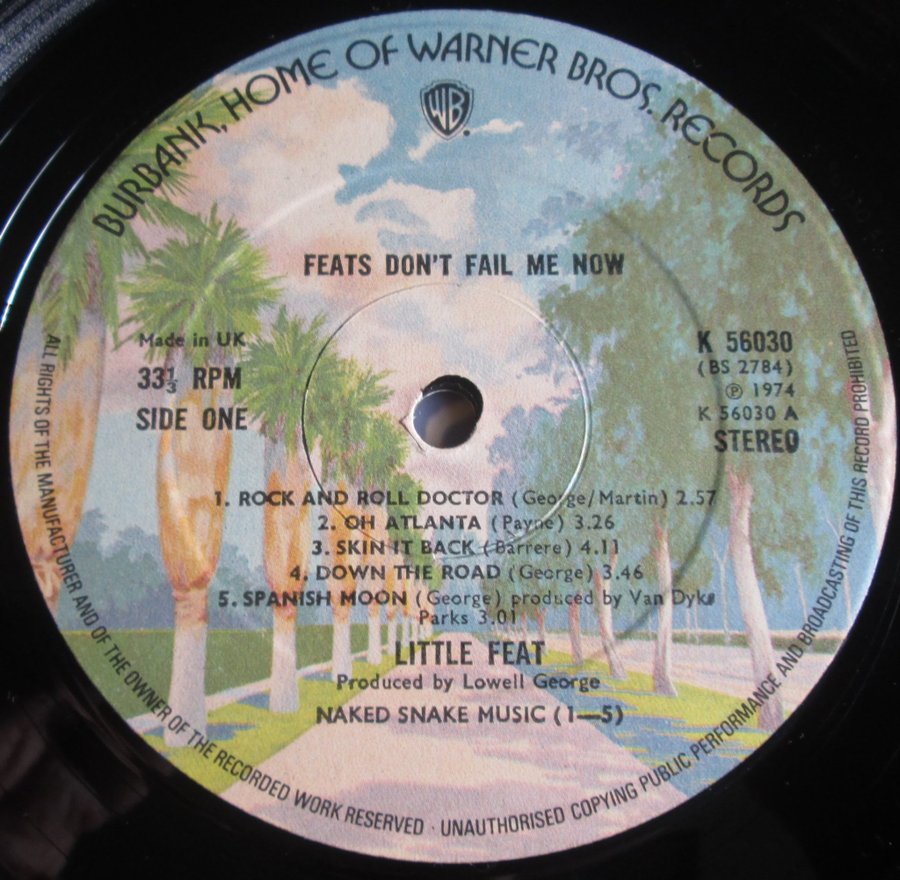 BURBANK, HOME OF WARNER BROS. RECORDS
WB
FEATS DON'T FAIL ME NOW
Made in UK
33⅓ RPM
SIDE ONE
K 56030
(BS 2784)
℗ 1974
K 56030 A
STEREO
1. ROCK AND ROLL DOCTOR (George/Martin) 2.57
2. OH ATLANTA (Payne) 3.26
3. SKIN IT BACK (Barrere) 4.11
4. DOWN THE ROAD (George) 3.46
5. SPANISH MOON (George) produced by Van Dyke
Parks 3.01
LITTLE FEAT
Produced by Lowell George
NAKED SNAKE MUSIC (1—5)
ALL RIGHTS OF THE MANUFACTURER AND OF THE OWNER OF THE RECORDED WORK RESERVED · UNAUTHORISED COPYING PUBLIC PERFORMANCE AND BROADCASTING OF THIS RECORD PROHIBITED